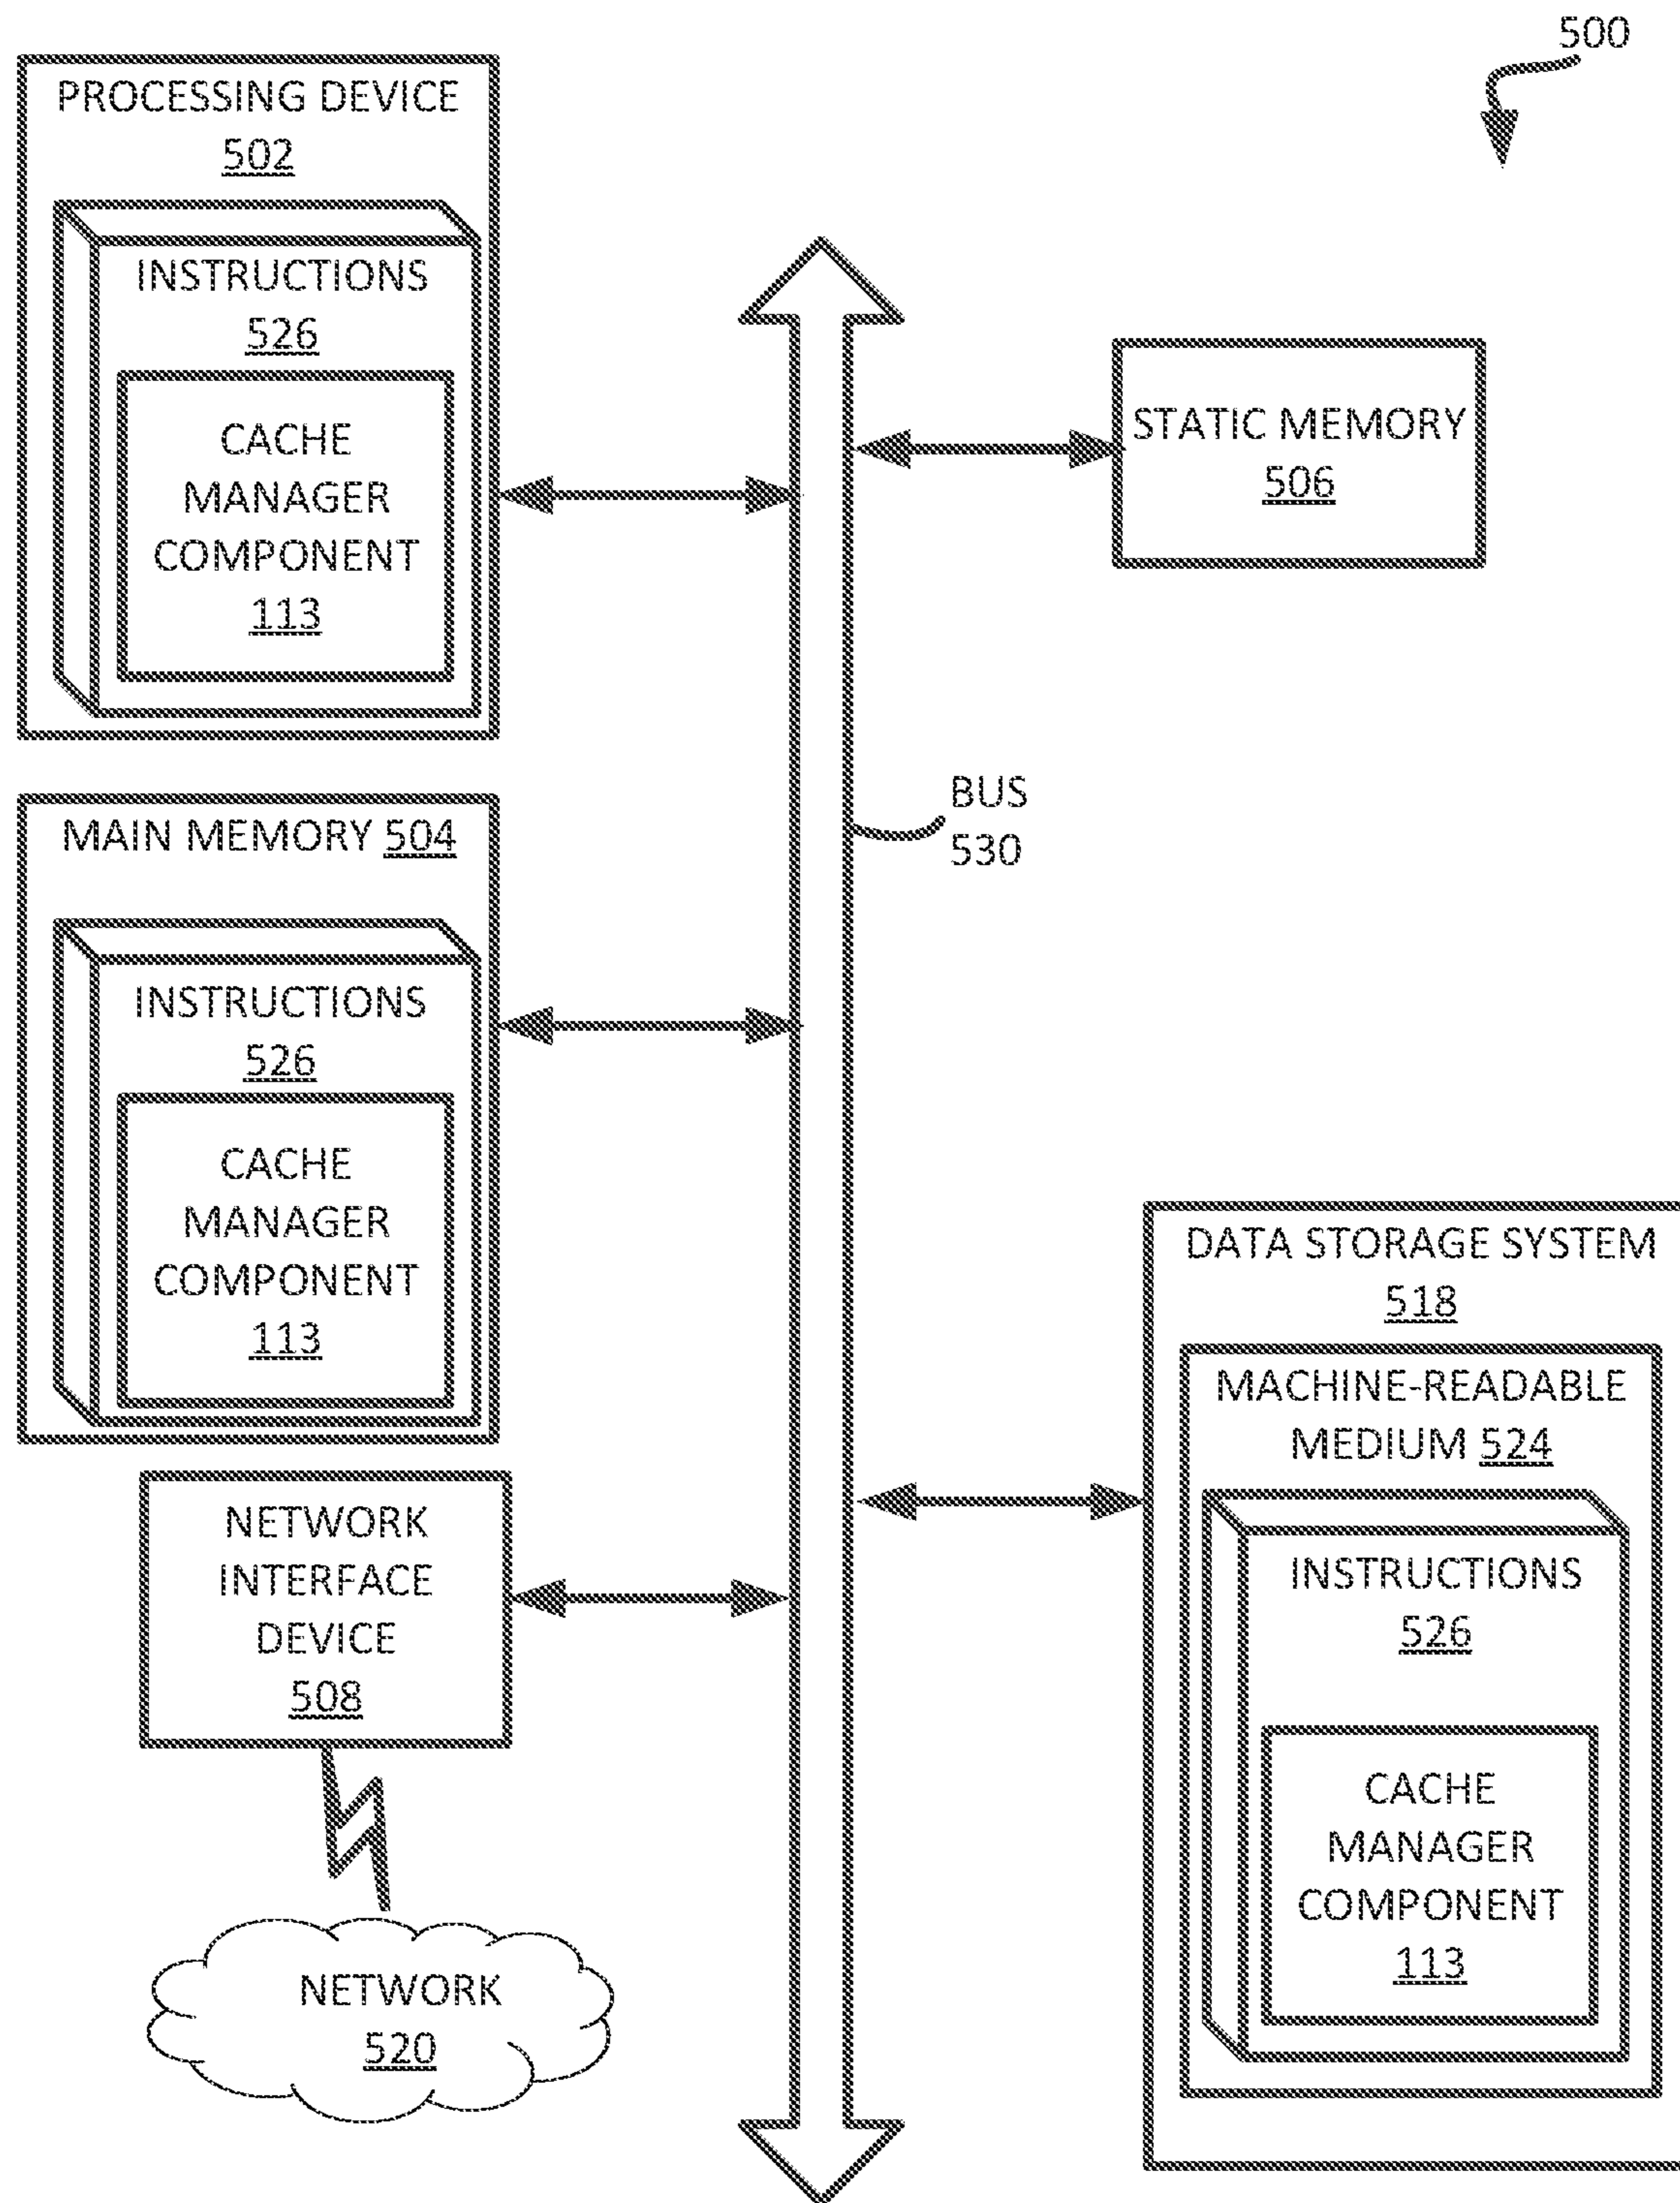 500
PROCESSING DEVICE
502
INSTRUCTIONS
526
CACHE
MANAGER
COMPONENT
113
STATIC MEMORY
506
BUS
530
MAIN MEMORY 504
INSTRUCTIONS
526
CACHE
MANAGER
COMPONENT
113
DATA STORAGE SYSTEM
518
MACHINE-READABLE
MEDIUM 524
INSTRUCTIONS
526
CACHE
MANAGER
COMPONENT
113
NETWORK
INTERFACE
DEVICE
508
NETWORK
520